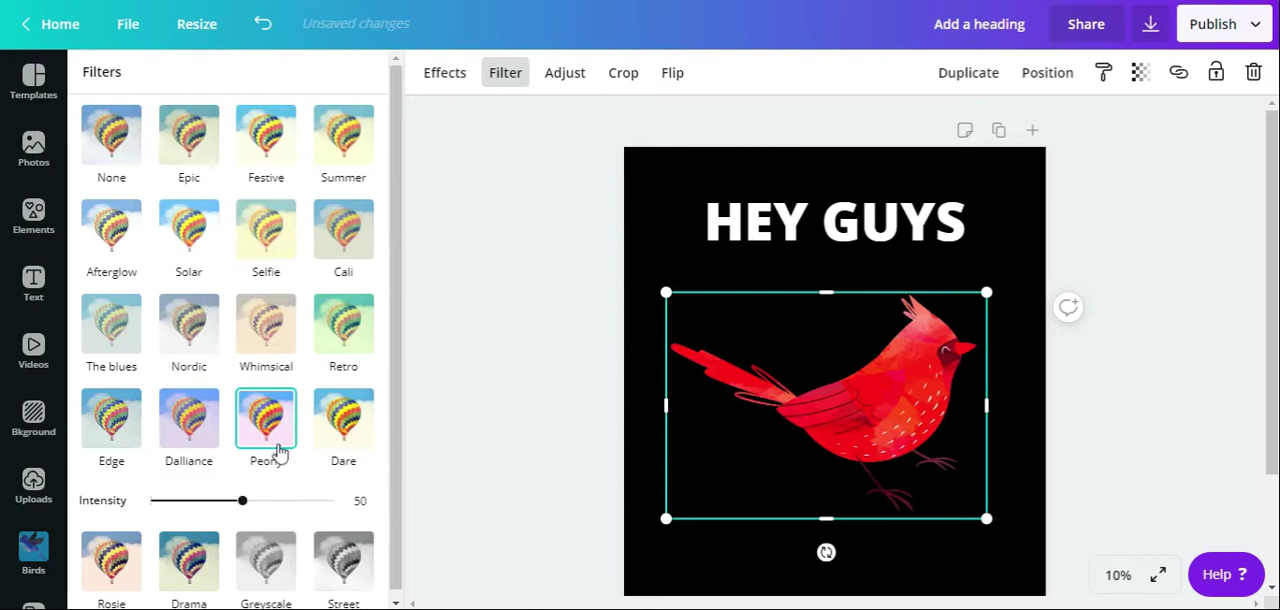 Home File Resize Unsaved changes Add a heading Share Publish
Templates
Photos
Elements
Text
Videos
Bkground
Uploads
Birds
Filters
None Epic Festive Summer
Afterglow Solar Selfie Cali
The blues Nordic Whimsical Retro
Edge Dalliance Peony Dare
Intensity 50
Rosie Drama Greyscale Street
Effects Filter Adjust Crop Flip Duplicate Position
HEY GUYS
10% Help ?